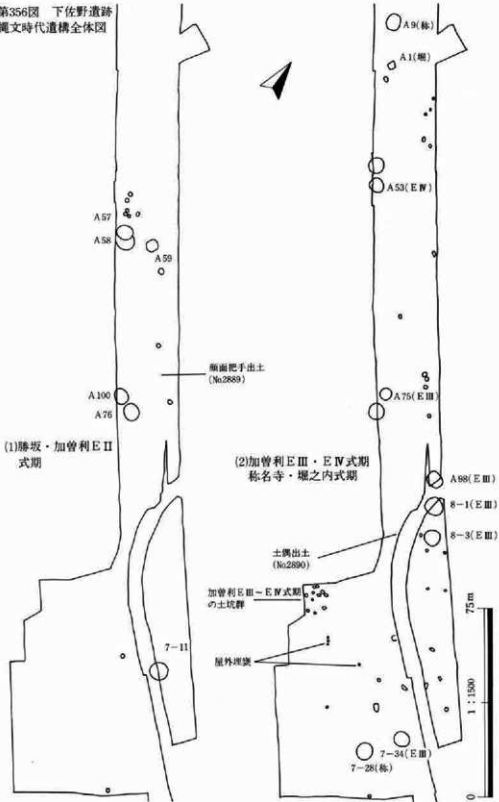 第356図 下佐野遺跡
縄文時代遺構全体図
A57
A58
A59
顔面把手出土
(No2889)
A100
A76
(1)勝坂・加曽利EⅡ
式期
7-11
A9(称)
A1(堀)
A53(EⅣ)
A75(EⅢ)
(2)加曽利EⅢ・EⅣ式期
称名寺・堀之内式期
A98(EⅢ)
8-1(EⅢ)
8-3(EⅢ)
土偶出土
(No2890)
加曽利EⅢ~EⅣ式期
の土坑群
屋外埋甕
7-34(EⅢ)
7-28(称)
75m
1:1500
0